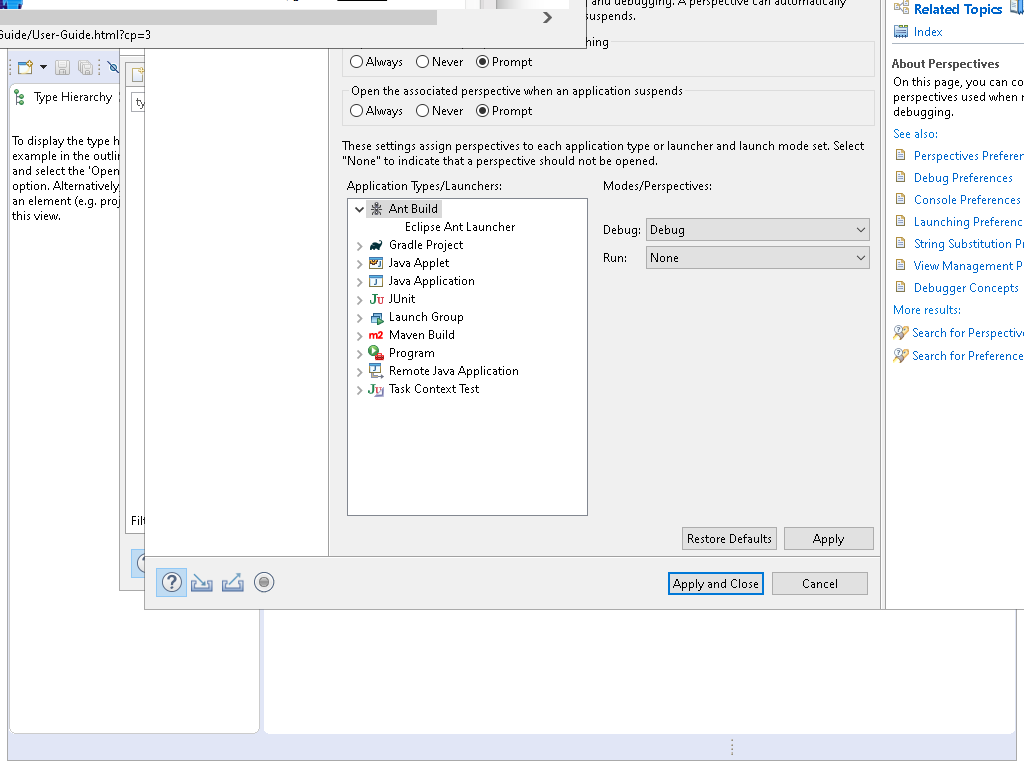 and debugging. A perspective can automatically
suspends.
Guide/User-Guide.html?cp=3
Always
Never
Prompt
Open the associated perspective when an application suspends
Always
Never
Prompt
These settings assign perspectives to each application type or launcher and launch mode set. Select
"None" to indicate that a perspective should not be opened.
Application Types/Launchers:
Modes/Perspectives:
Ant Build
Eclipse Ant Launcher
Gradle Project
Java Applet
Java Application
JUnit
Launch Group
Maven Build
Program
Remote Java Application
Task Context Test
Debug:
Debug
Run:
None
Restore Defaults
Apply
Apply and Close
Cancel
Type Hierarchy
To display the type h
example in the outli
and select the 'Open
option. Alternatively
an element (e.g. proj
this view.
ty
Filt
Related Topics
Index
About Perspectives
On this page, you can co
perspectives used when
debugging.
See also:
Perspectives Preferen
Debug Preferences
Console Preferences
Launching Preferenc
String Substitution Pr
View Management P
Debugger Concepts
More results:
Search for Perspective
Search for Preference